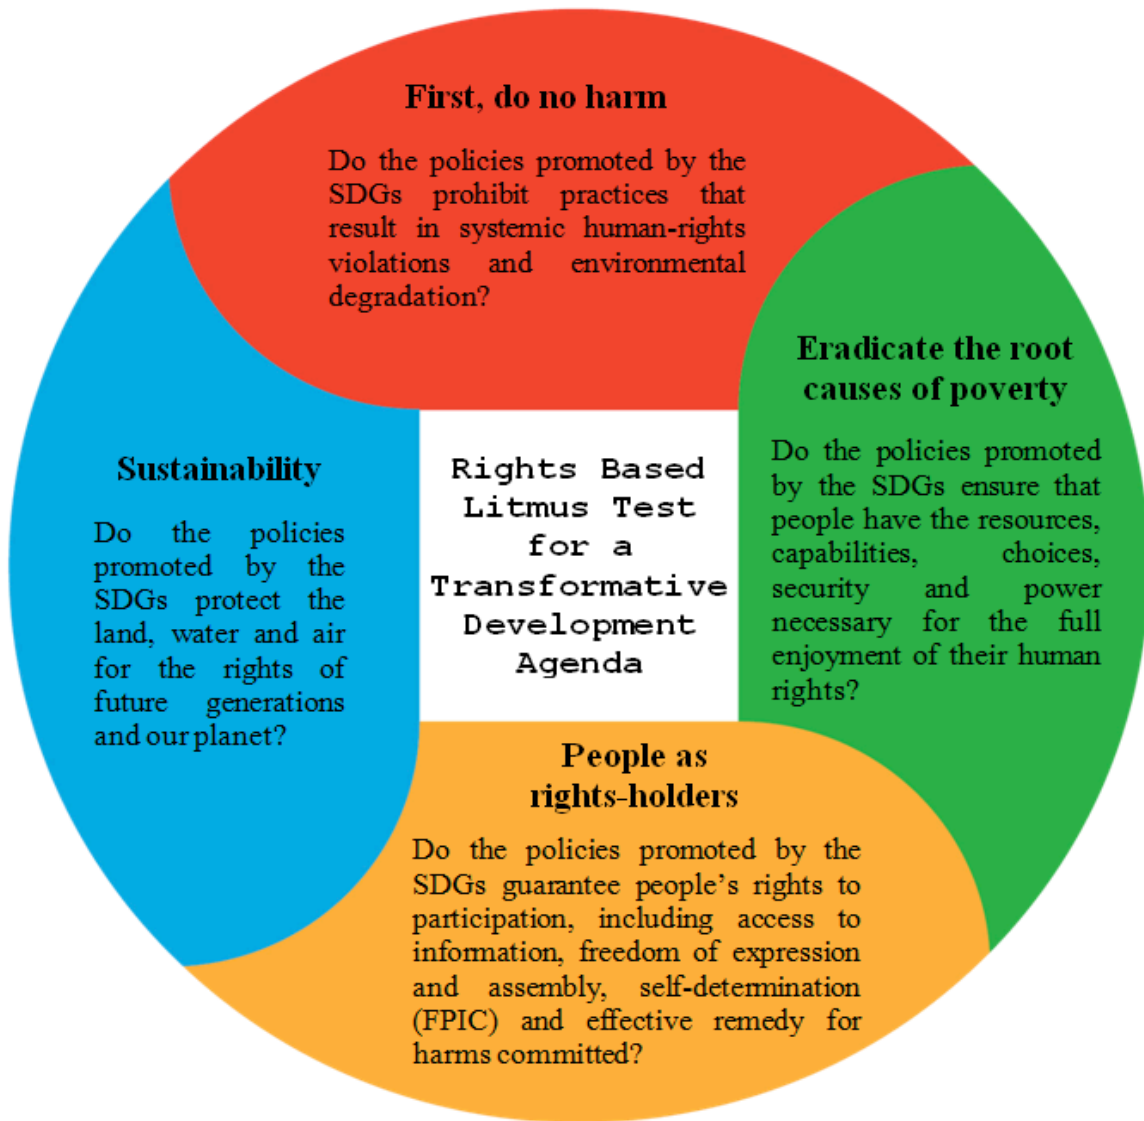 First, do no harm
Do the policies promoted by the
SDGs prohibit practices that
result in systemic human-rights
violations and environmental
degradation?
Eradicate the root
causes of poverty
Do the policies promoted
by the SDGs ensure that
people have the resources,
capabilities, choices,
security and power
necessary for the full
enjoyment of their human
rights?
Sustainability
Do the policies
promoted by the
SDGs protect the
land, water and air
for the rights of
future generations
and our planet?
Rights Based
Litmus Test
for a
Transformative
Development
Agenda
People as
rights-holders
Do the policies promoted by the
SDGs guarantee people’s rights to
participation, including access to
information, freedom of expression
and assembly, self-determination
(FPIC) and effective remedy for
harms committed?